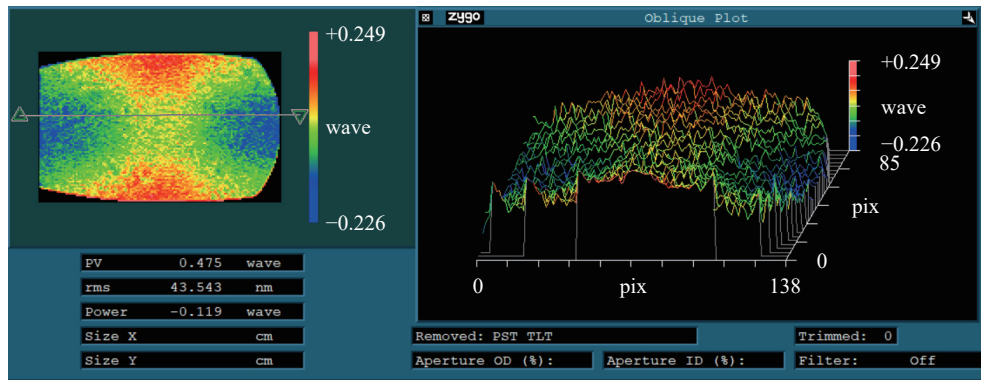 +0.249
wave
−0.226
PV 0.475 wave
rms 43.543 nm
Power -0.119 wave
Size X cm
Size Y cm
zygo Oblique Plot
+0.249
wave
−0.226
85
pix
0
0 pix 138
Removed: PST TLT Trimmed: 0
Aperture OD (%): Aperture ID (%): Filter: Off